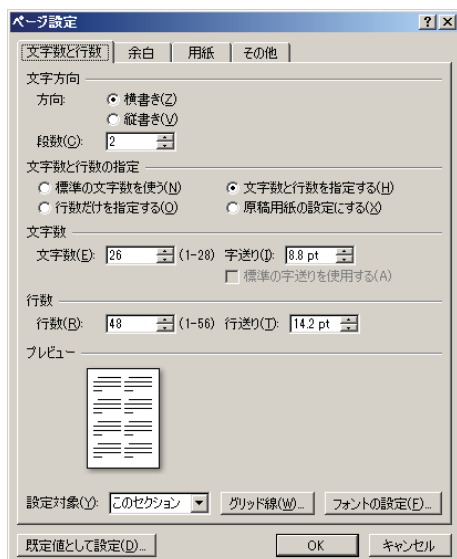 ページ設定
文字数と行数 余白 用紙 その他
文字方向
方向: 横書き(Z)
縦書き(V)
段数(C): 2
文字数と行数の指定
標準の文字数を使う(N) 文字数と行数を指定する(H)
行数だけを指定する(O) 原稿用紙の設定にする(X)
文字数
文字数(E): 26 (1-28) 字送り(I): 8.8 pt
標準の字送りを使用する(A)
行数
行数(R): 48 (1-56) 行送り(T): 14.2 pt
プレビュー
設定対象(Y): このセクション グリッド線(W)... フォントの設定(F)...
既定値として設定(D)... OK キャンセル